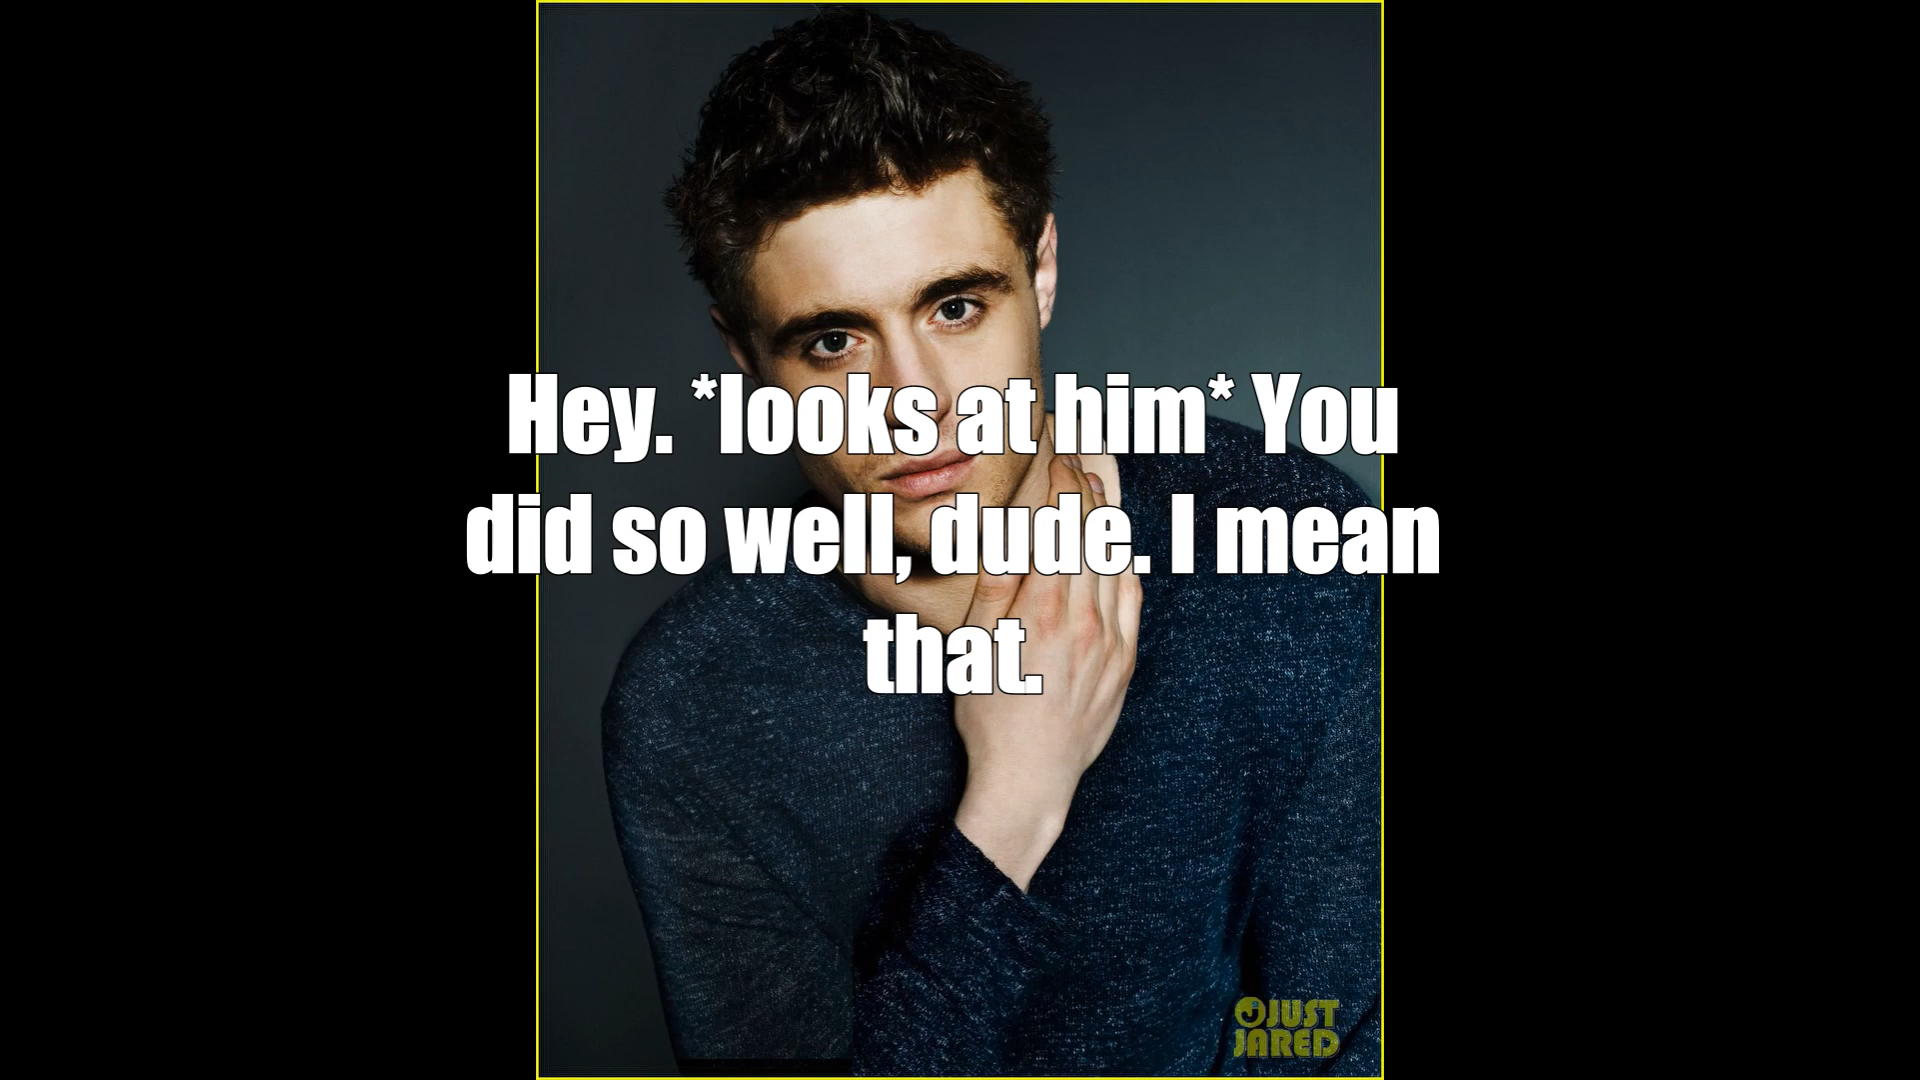 Hey. *looks at him* You
did so well, dude. I mean
that.
JUST
JARED